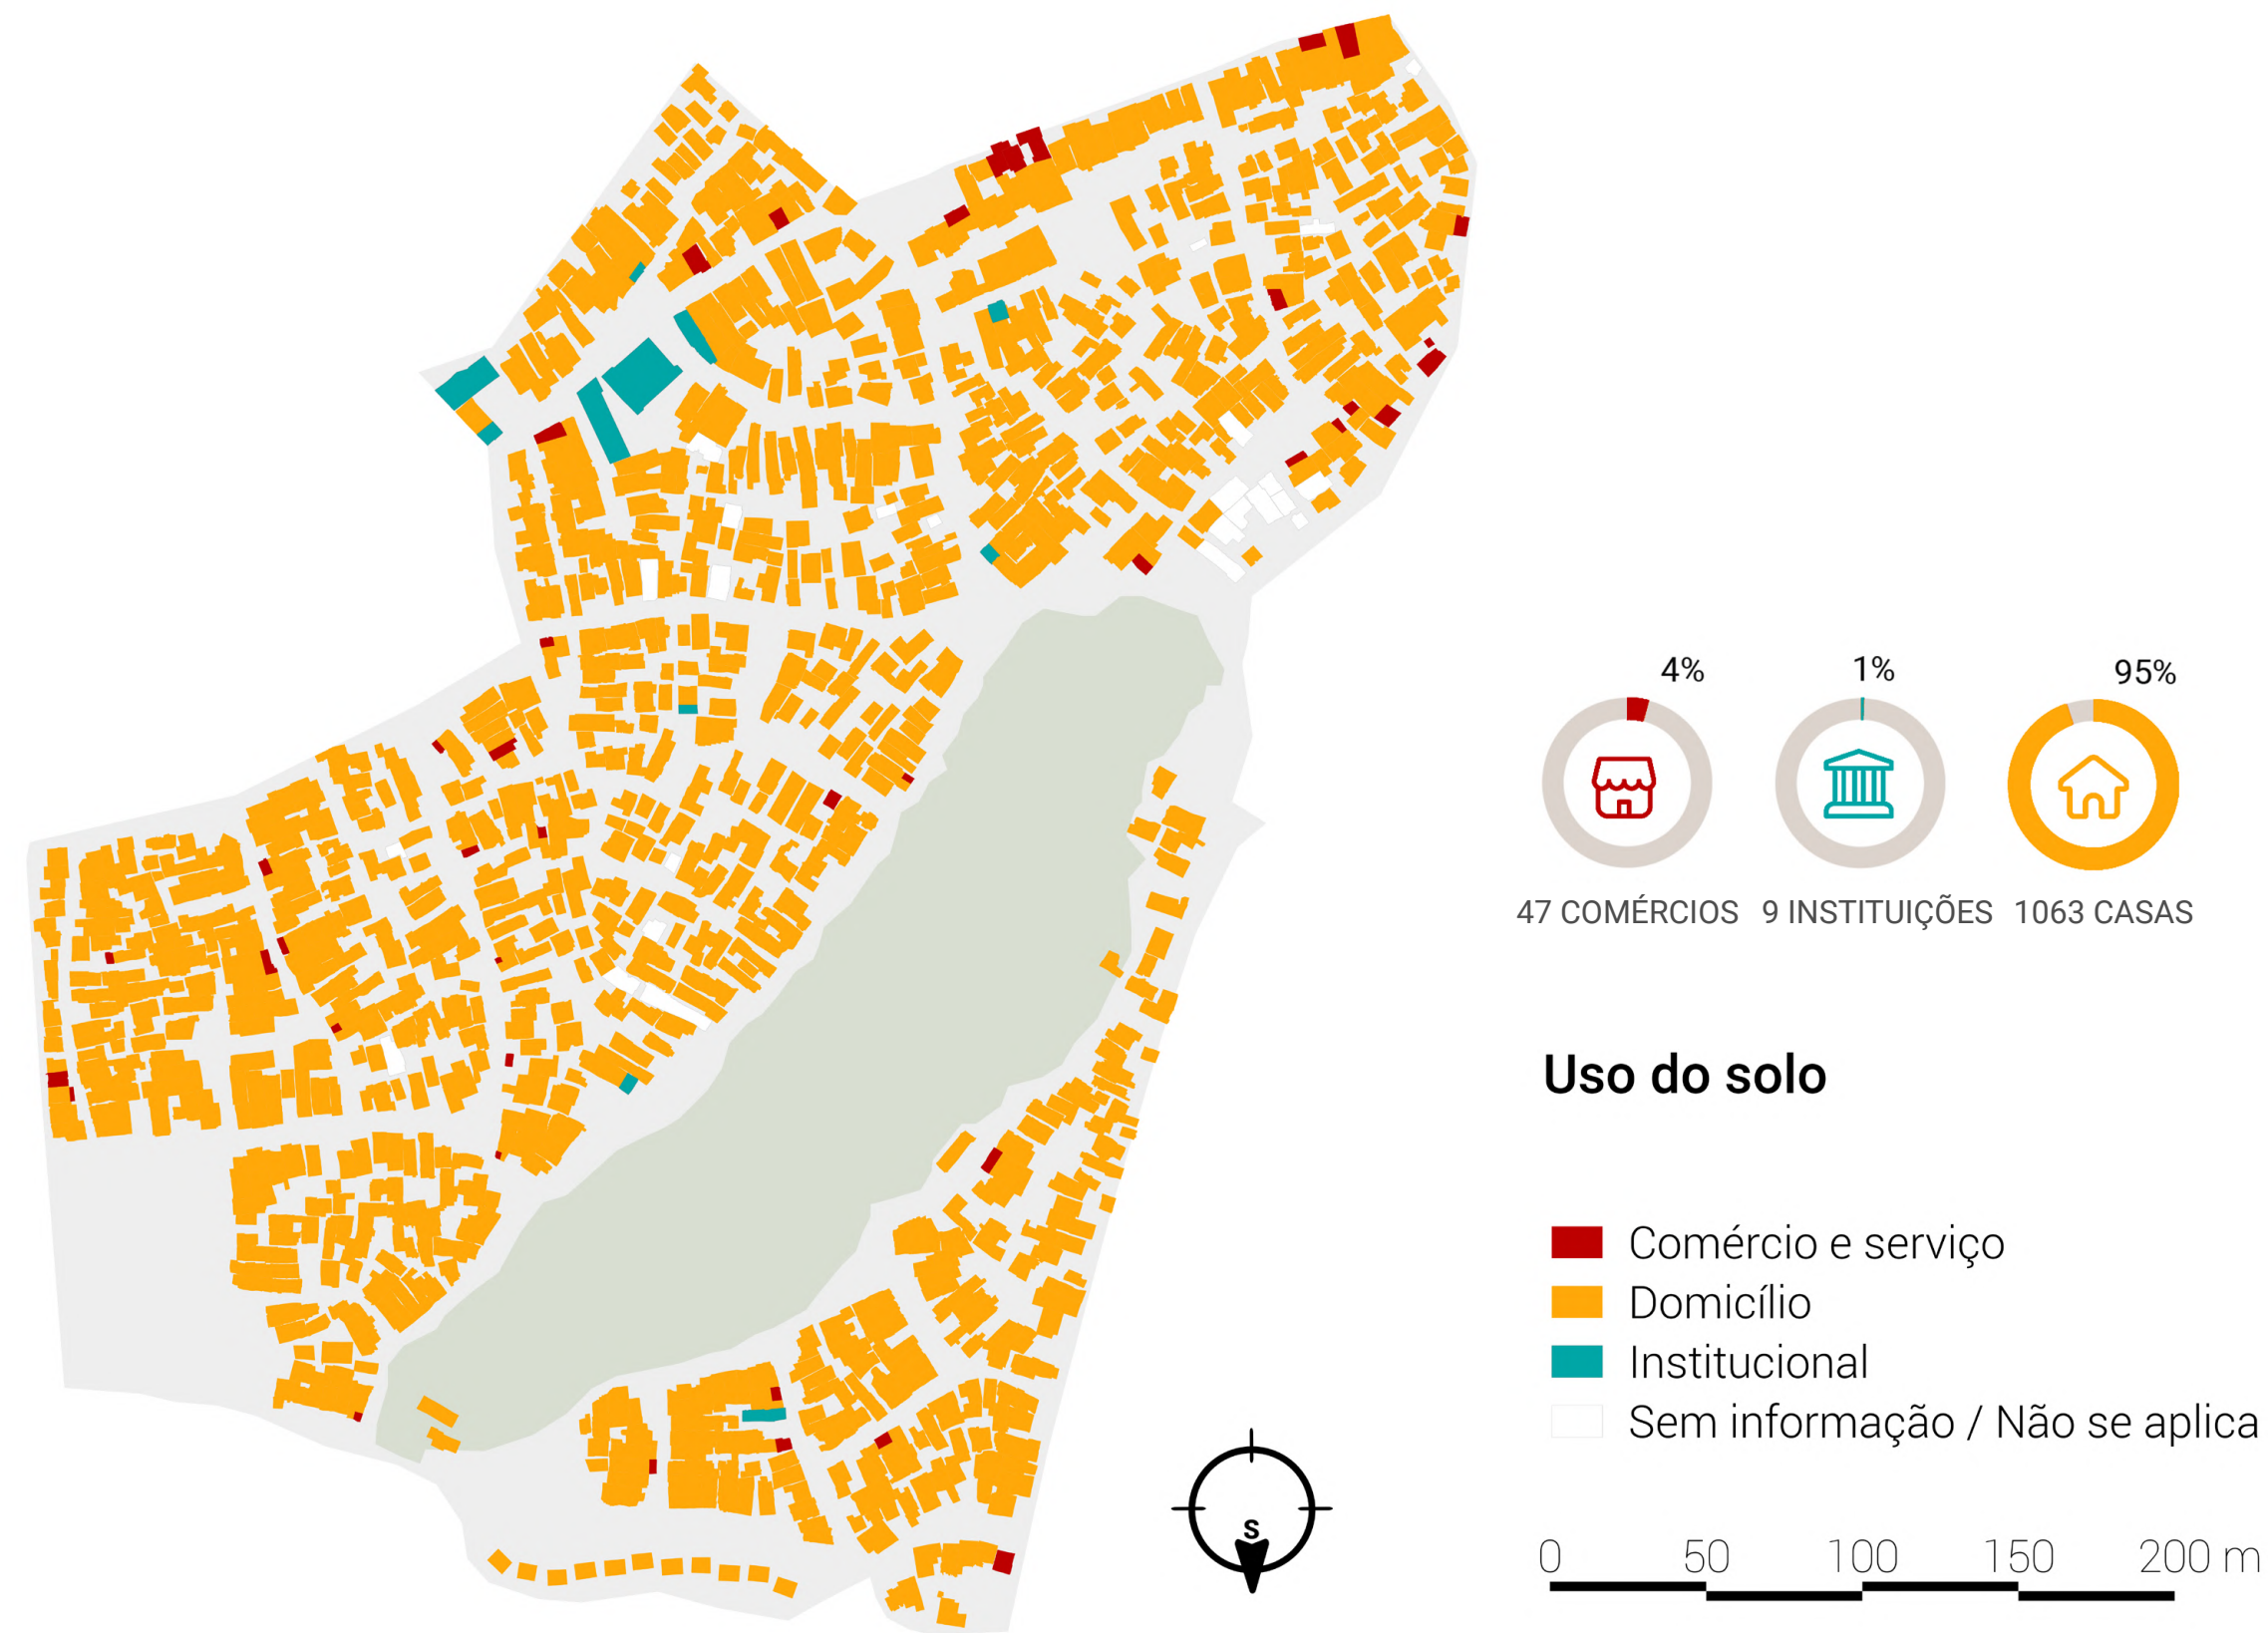 4%
1%
95%
47 COMÉRCIOS
9 INSTITUIÇÕES
1063 CASAS
Uso do solo
Comércio e serviço
Domicílio
Institucional
Sem informação / Não se aplica
S
0 50 100 150 200 m